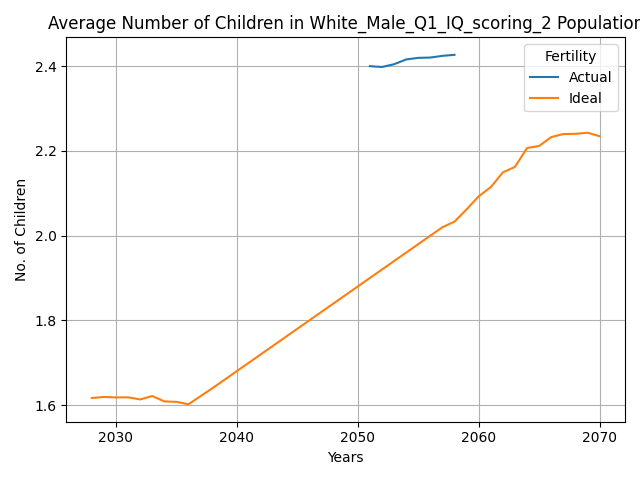 Average Number of Children in White_Male_Q1_IQ_scoring_2 Population
Fertility
Actual
Ideal
No. of Children
2.4
2.2
2.0
1.8
1.6
2030
2040
2050
2060
2070
Years